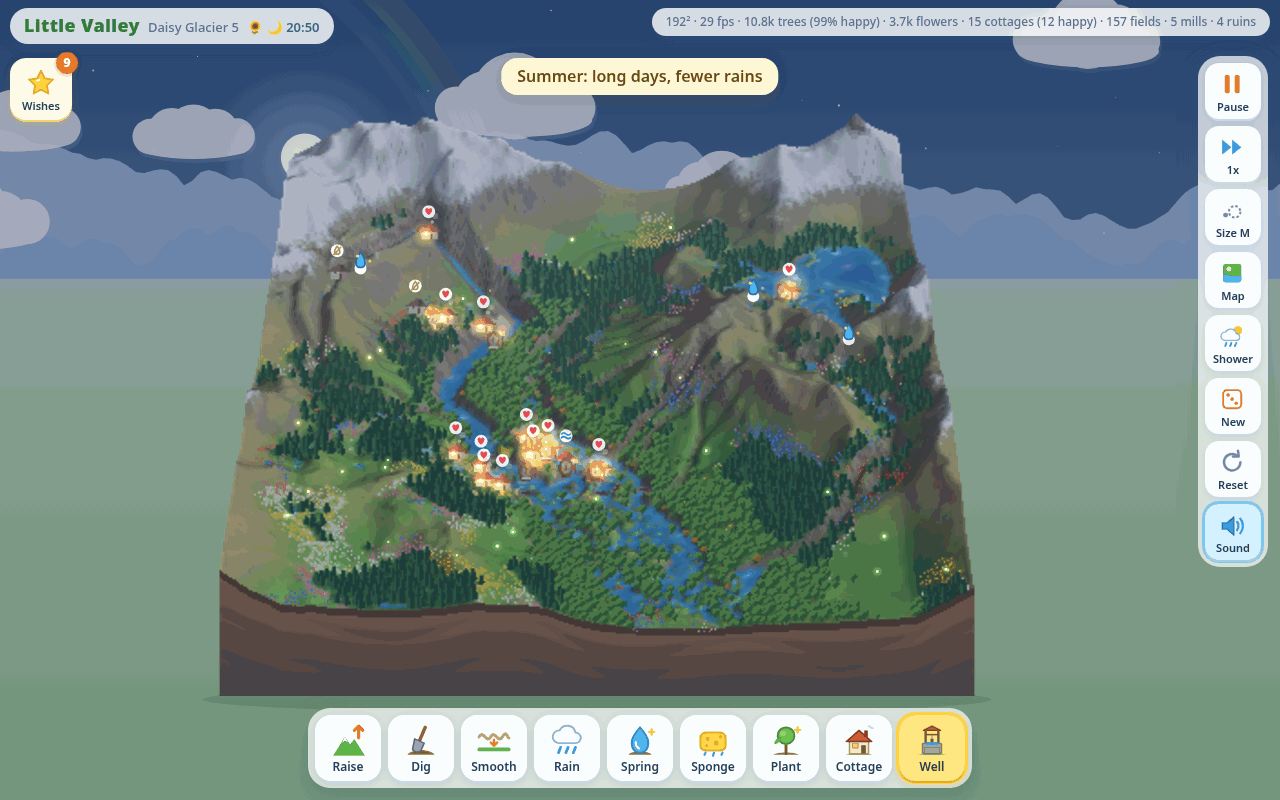 Little Valley Daisy Glacier 5 20:50
192² · 29 fps · 10.8k trees (99% happy) · 3.7k flowers · 15 cottages (12 happy) · 157 fields · 5 mills · 4 ruins
9
Wishes
Summer: long days, fewer rains
Pause
1x
Size M
Map
Shower
New
Reset
Sound
Raise
Dig
Smooth
Rain
Spring
Sponge
Plant
Cottage
Well